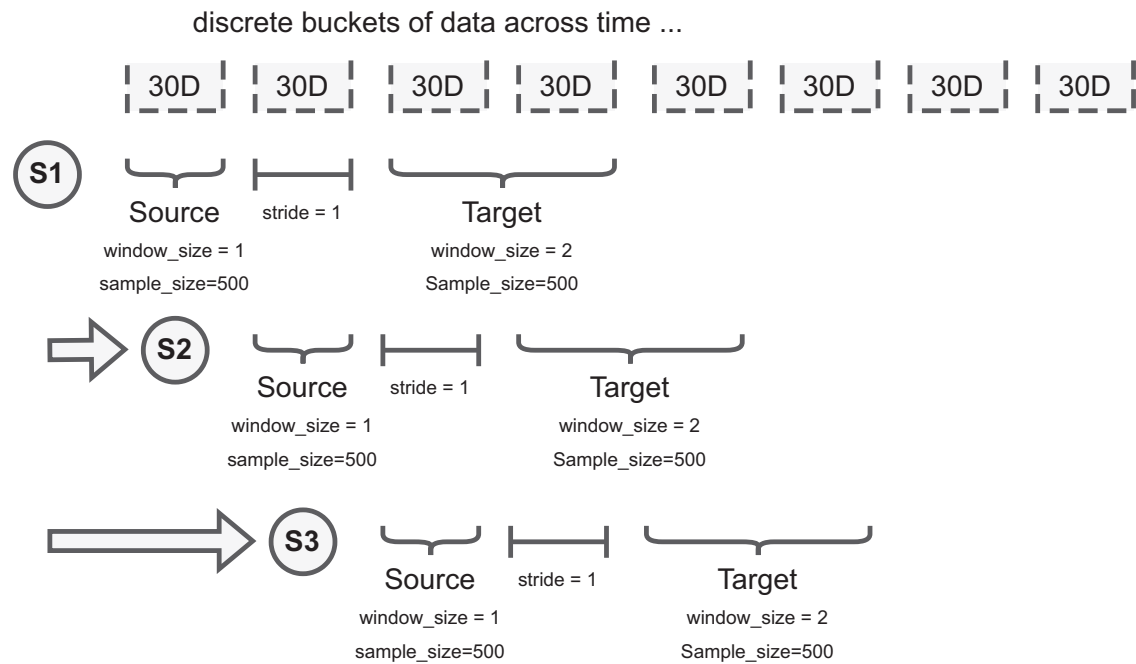 discrete buckets of data across time ...
30D 30D 30D 30D 30D 30D 30D 30D
S1
Source stride = 1 Target
window_size = 1 window_size = 2
sample_size=500 Sample_size=500
S2
Source stride = 1 Target
window_size = 1 window_size = 2
sample_size=500 Sample_size=500
S3
Source stride = 1 Target
window_size = 1 window_size = 2
sample_size=500 Sample_size=500